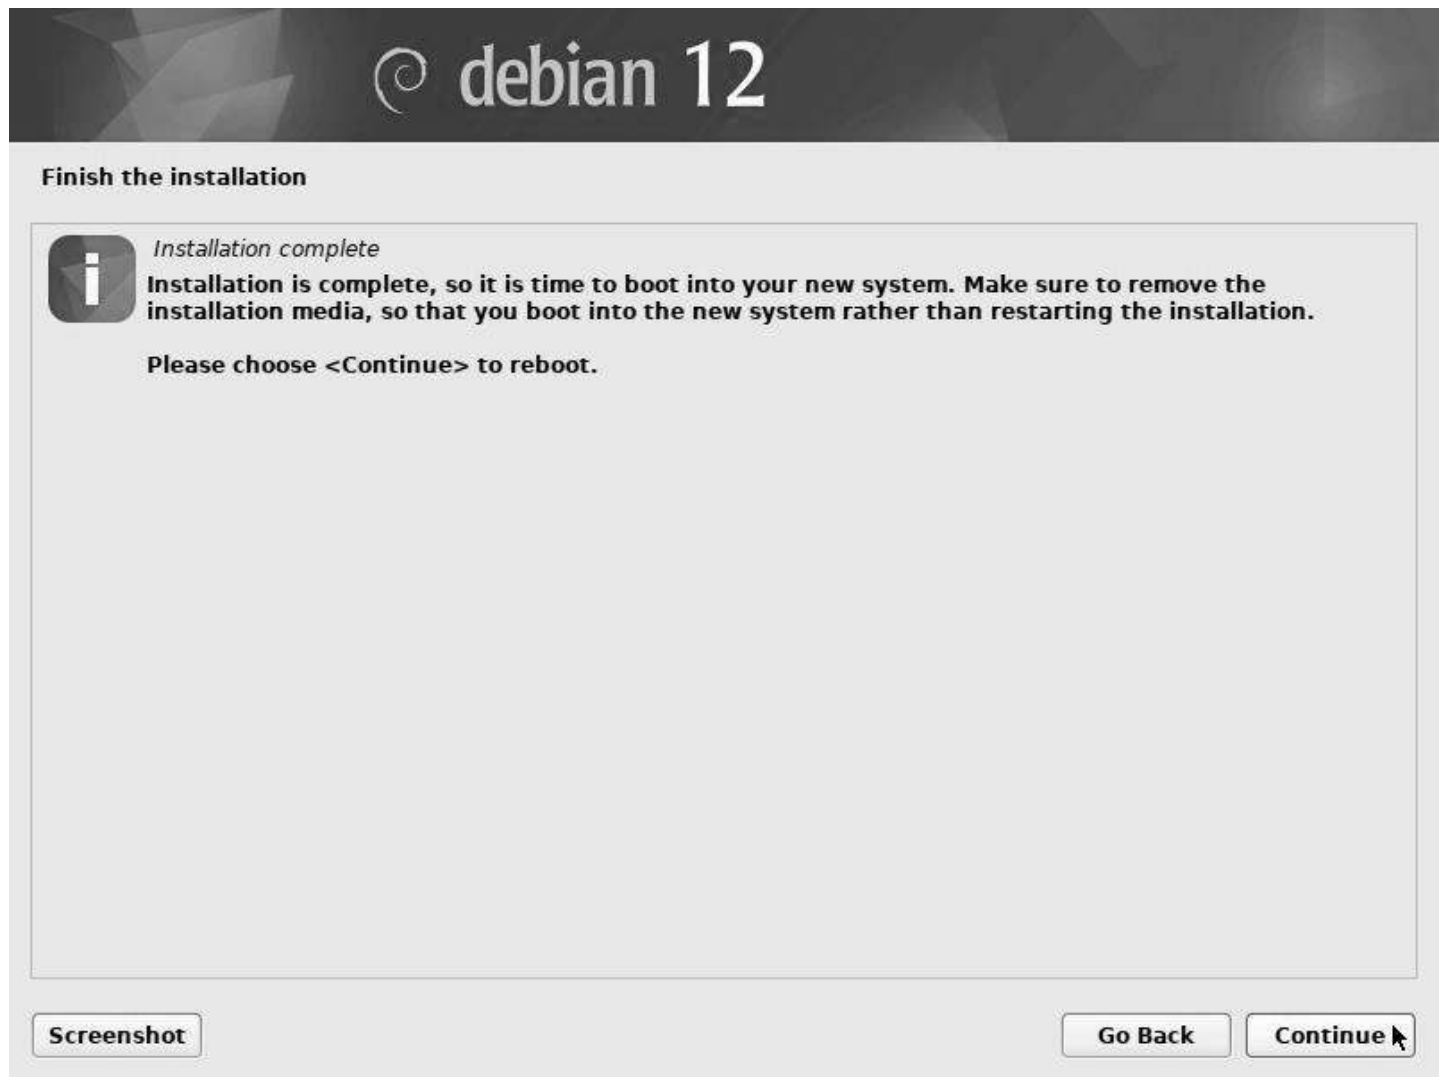 debian 12
Finish the installation
Installation complete
Installation is complete, so it is time to boot into your new system. Make sure to remove the
installation media, so that you boot into the new system rather than restarting the installation.
Please choose <Continue> to reboot.
Screenshot
Go Back
Continue